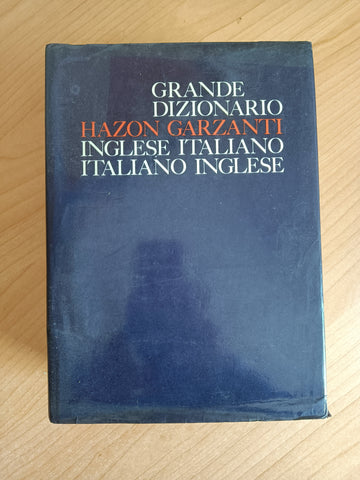 GRANDE
DIZIONARIO
HAZON GARZANTI
INGLESE ITALIANO
ITALIANO INGLESE